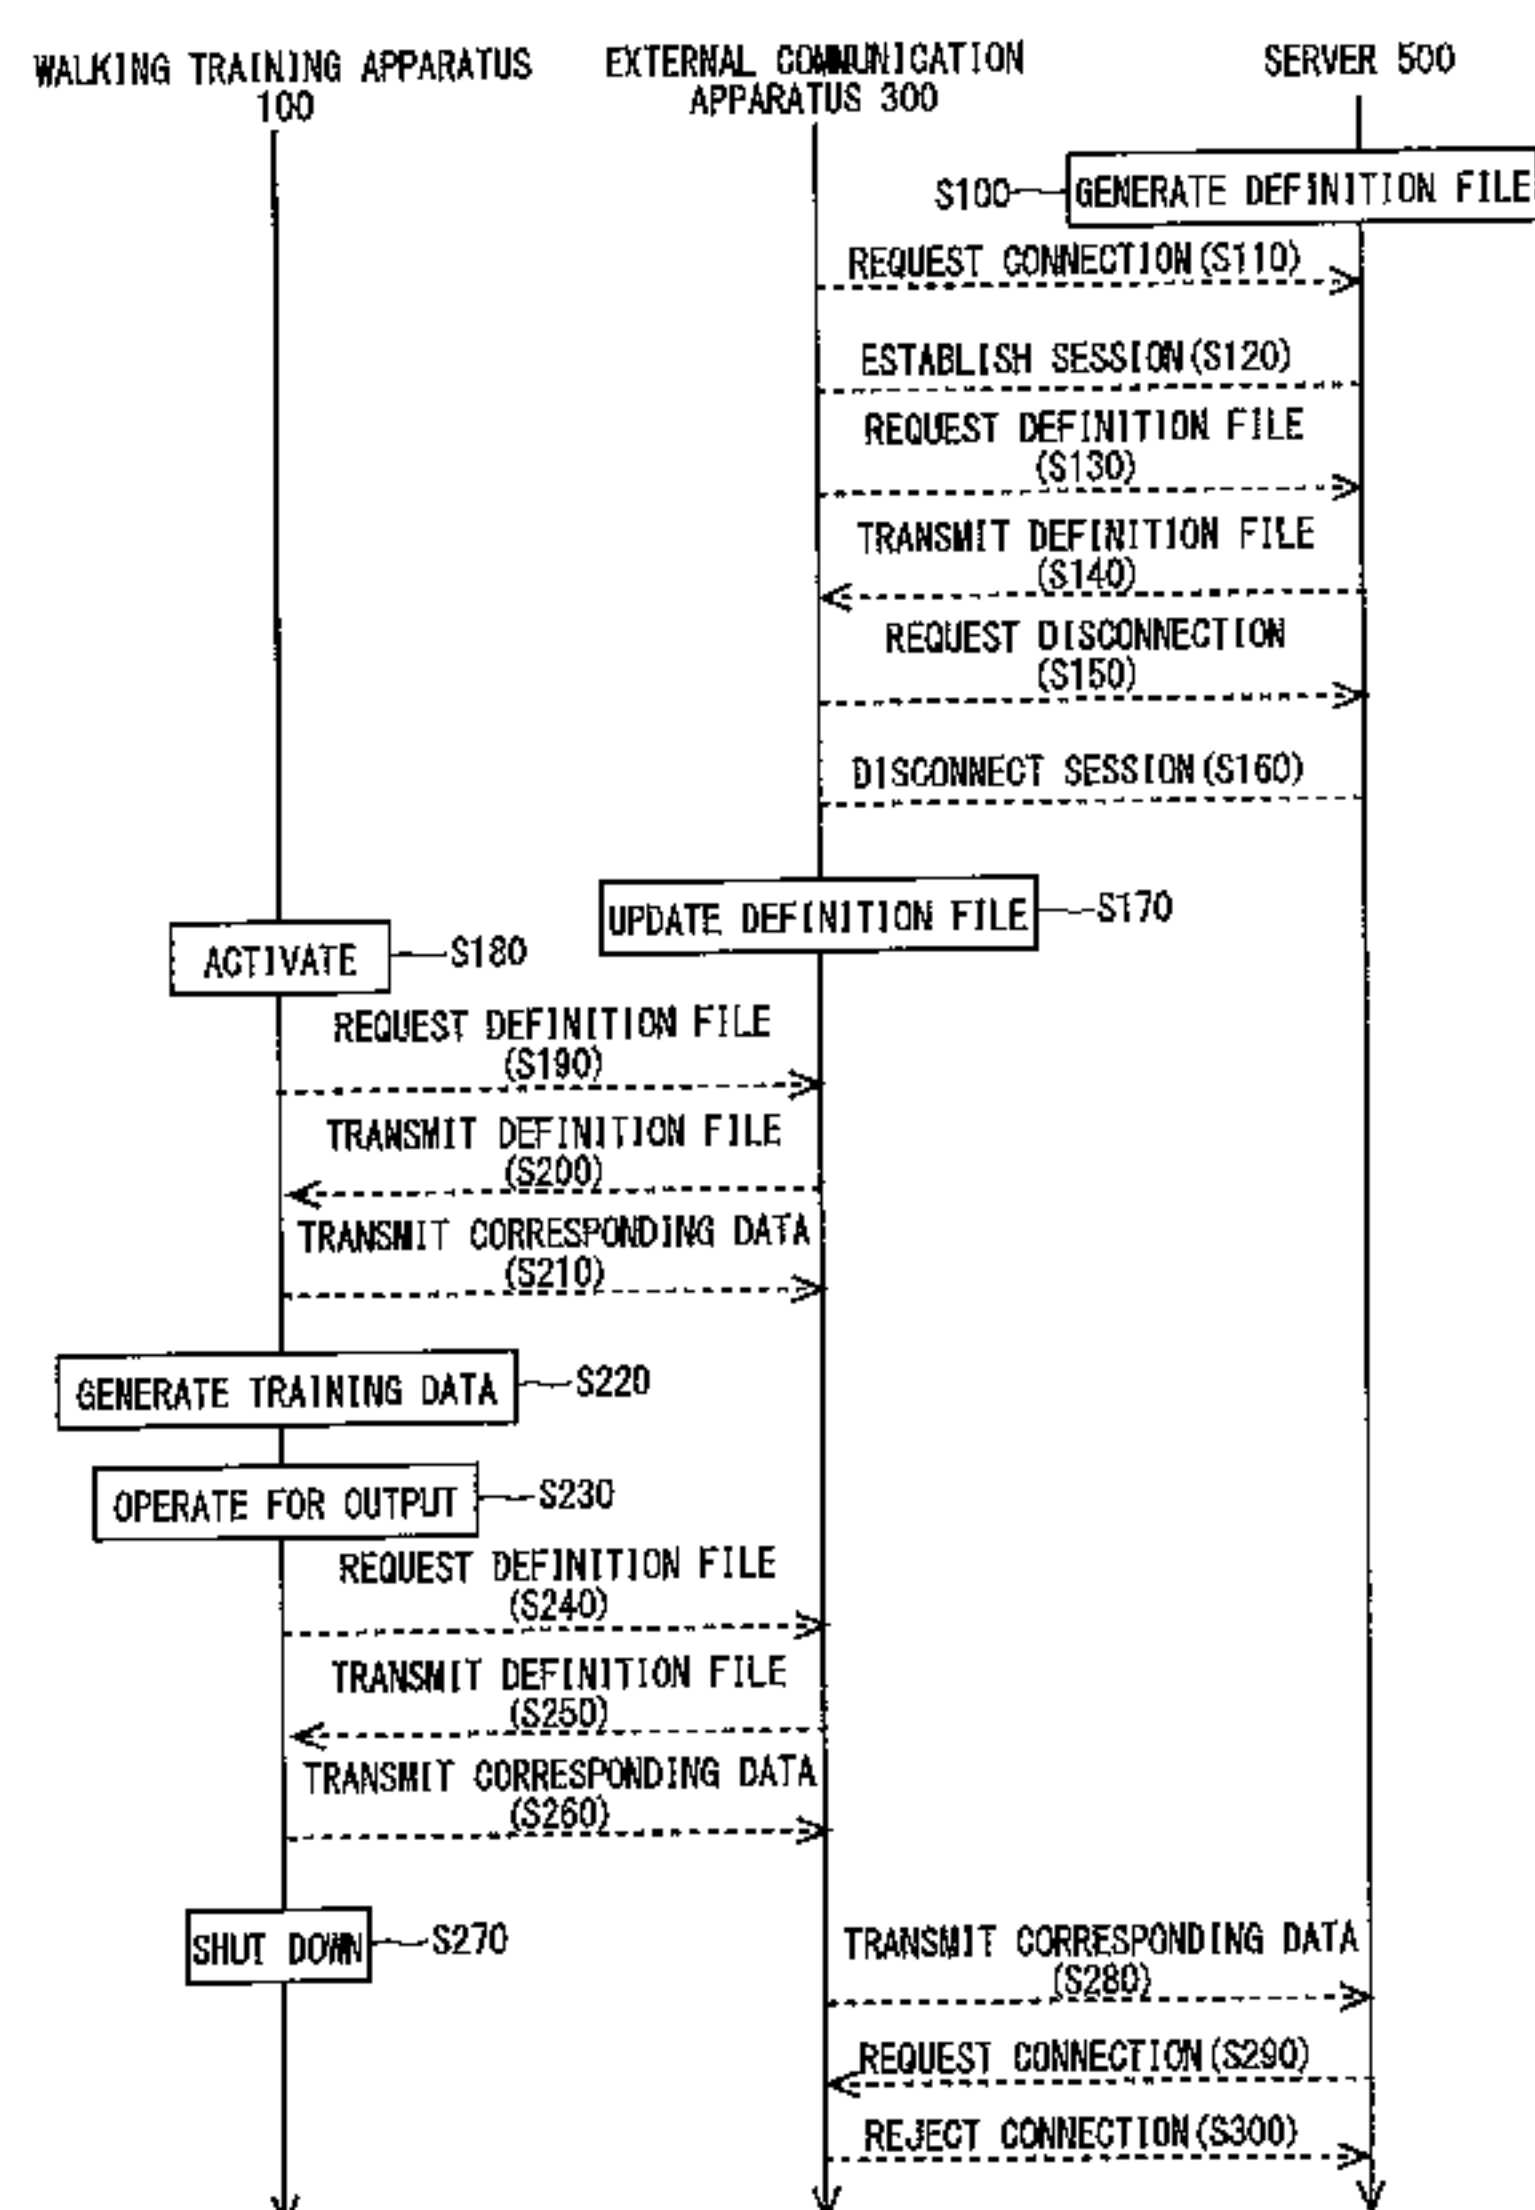 WALKING TRAINING APPARATUS
100
EXTERNAL COMMUNICATION
APPARATUS 300
SERVER 500
S100
GENERATE DEFINITION FILE
REQUEST CONNECTION(S110)
ESTABLISH SESSION(S120)
REQUEST DEFINITION FILE
(S130)
TRANSMIT DEFINITION FILE
(S140)
REQUEST DISCONNECTION
(S150)
DISCONNECT SESSION(S160)
UPDATE DEFINITION FILE
S170
ACTIVATE
S180
REQUEST DEFINITION FILE
(S190)
TRANSMIT DEFINITION FILE
(S200)
TRANSMIT CORRESPONDING DATA
(S210)
GENERATE TRAINING DATA
S220
OPERATE FOR OUTPUT
S230
REQUEST DEFINITION FILE
(S240)
TRANSMIT DEFINITION FILE
(S250)
TRANSMIT CORRESPONDING DATA
(S260)
SHUT DOWN
S270
TRANSMIT CORRESPONDING DATA
(S280)
REQUEST CONNECTION(S290)
REJECT CONNECTION(S300)